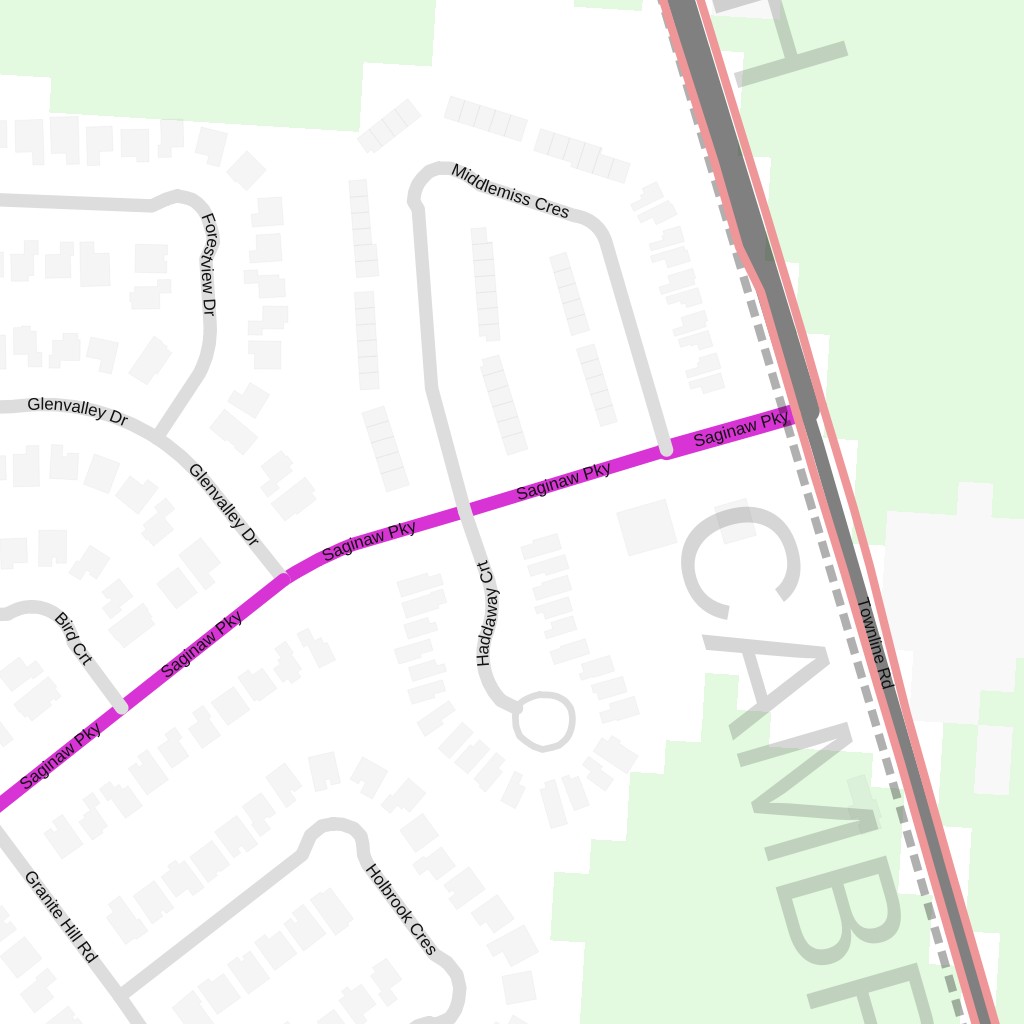 H
Middlemiss Cres
Forestview Dr
Glenvalley Dr
Saginaw Pky
Saginaw Pky
Glenvalley Dr
Saginaw Pky
CAMBR
Haddaway Crt
Townline Rd
Bird Crt
Saginaw Pky
Saginaw Pky
Granite Hill Rd
Holbrook Cres